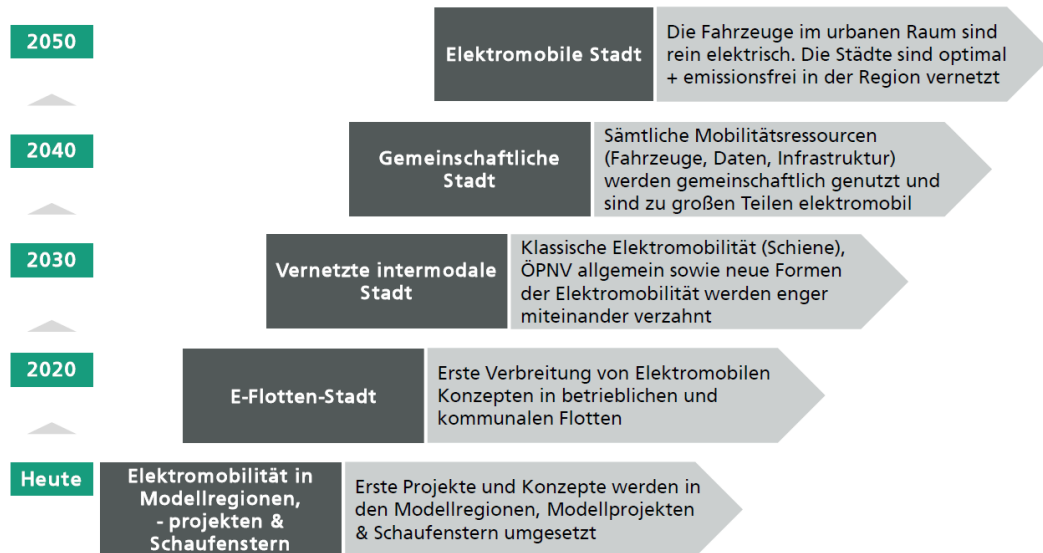 2050
Elektromobile Stadt
Die Fahrzeuge im urbanen Raum sind
rein elektrisch. Die Städte sind optimal
+ emissionsfrei in der Region vernetzt
2040
Gemeinschaftliche
Stadt
Sämtliche Mobilitätsressourcen
(Fahrzeuge, Daten, Infrastruktur)
werden gemeinschaftlich genutzt und
sind zu großen Teilen elektromobil
2030
Vernetzte intermodale
Stadt
Klassische Elektromobilität (Schiene),
ÖPNV allgemein sowie neue Formen
der Elektromobilität werden enger
miteinander verzahnt
2020
E-Flotten-Stadt
Erste Verbreitung von Elektromobilen
Konzepten in betrieblichen und
kommunalen Flotten
Heute
Elektromobilität in
Modellregionen,
- projekten &
Schaufenstern
Erste Projekte und Konzepte werden in
den Modellregionen, Modellprojekten
& Schaufenstern umgesetzt